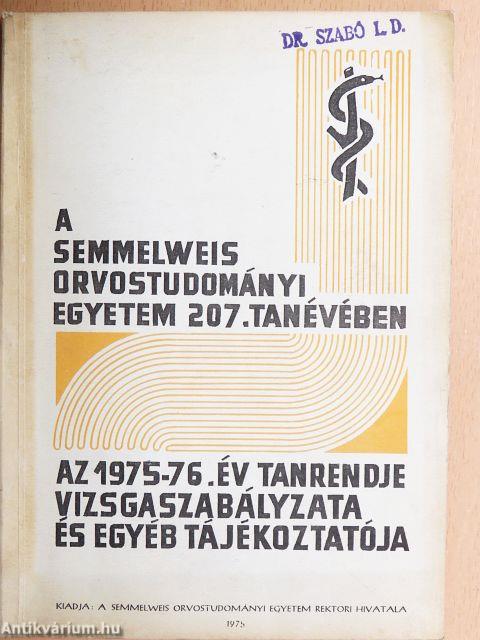 DR. SZABÓ L. D.
A
SEMMELWEIS
ORVOSTUDOMÁNYI
EGYETEM 207. TANÉVÉBEN
AZ 1975-76. ÉV TANRENDJE
VIZSGASZABÁLYZATA
ÉS EGYÉB TÁJÉKOZTATÓJA
KIADJA: A SEMMELWEIS ORVOSTUDOMÁNYI EGYETEM REKTORI HIVATALA
1975
Antikvárium.hu